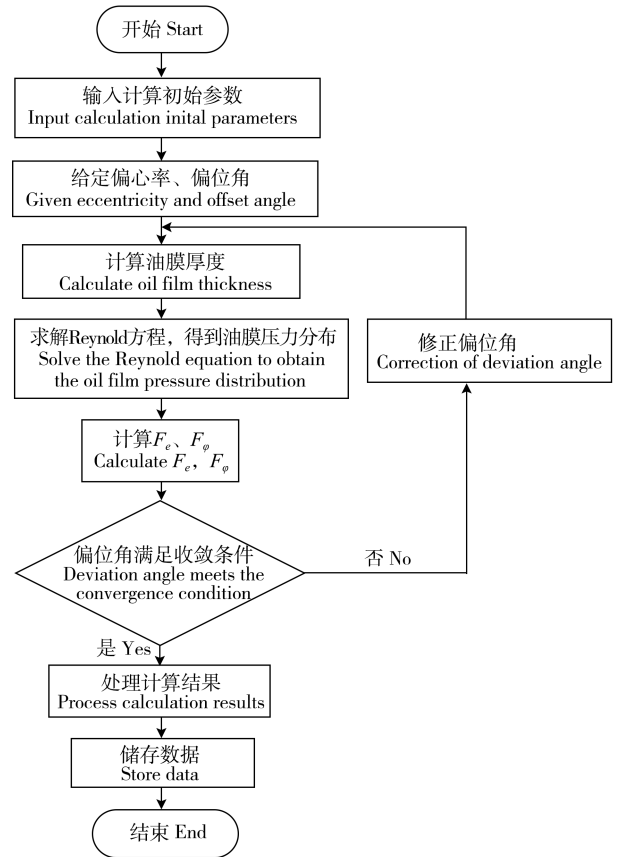 开始 Start
输入计算初始参数
Input calculation inital parameters
给定偏心率、偏位角
Given eccentricity and offset angle
计算油膜厚度
Calculate oil film thickness
求解Reynold方程，得到油膜压力分布
Solve the Reynold equation to obtain
the oil film pressure distribution
修正偏位角
Correction of deviation angle
计算Fe、Fφ
Calculate Fe，Fφ
偏位角满足收敛条件
Deviation angle meets the
convergence condition
否 No
是 Yes
处理计算结果
Process calculation results
储存数据
Store data
结束 End